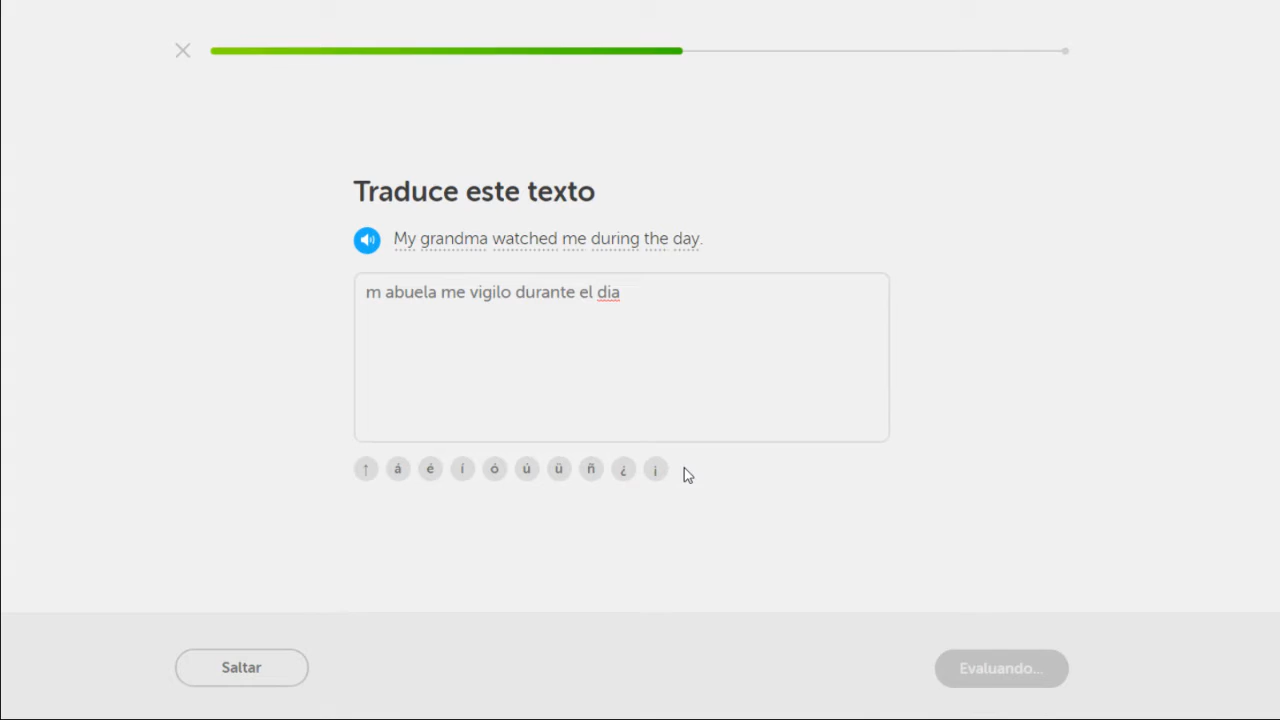 Traduce este texto
My grandma watched me during the day.
m abuela me vigilo durante el dia
↑ á é í ó ú ü ñ ¿ ¡
Saltar
Evaluando...